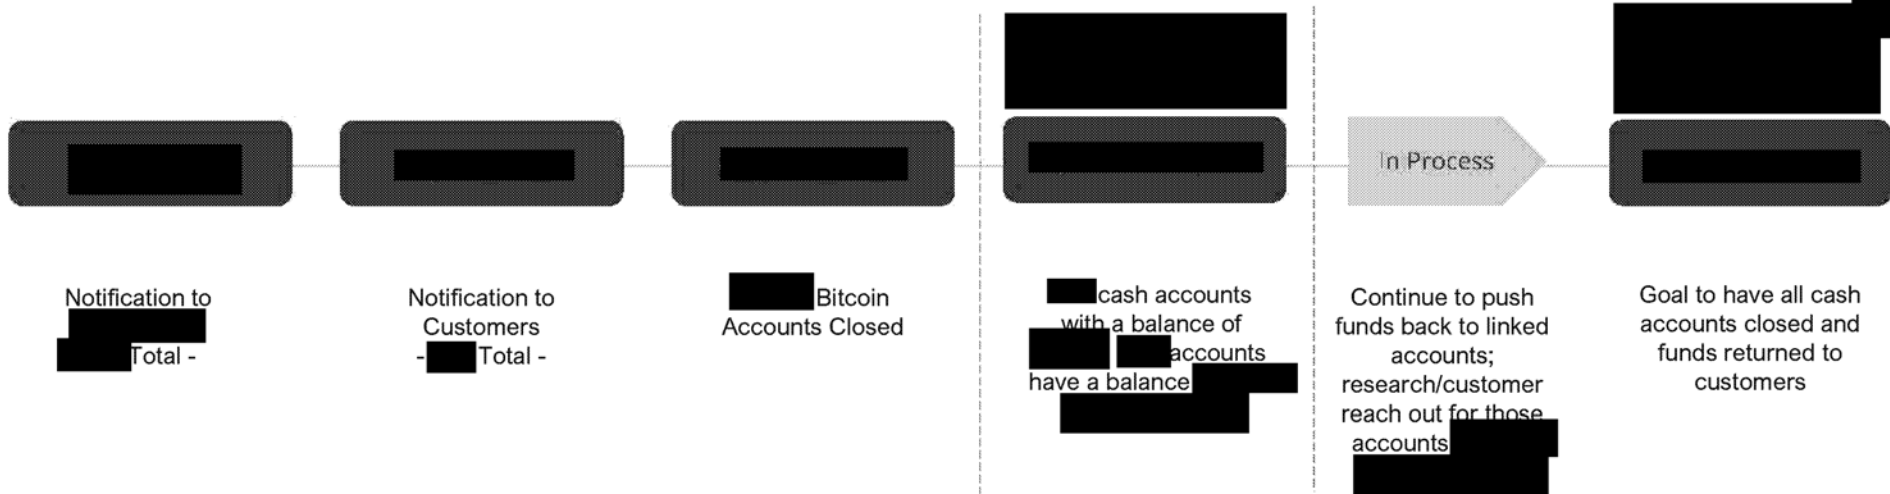 In Process
Notification to
Total -
Notification to
Customers
- Total -
Bitcoin
Accounts Closed
cash accounts
with a balance of
accounts
have a balance
Continue to push
funds back to linked
accounts;
research/customer
reach out for those
accounts
Goal to have all cash
accounts closed and
funds returned to
customers